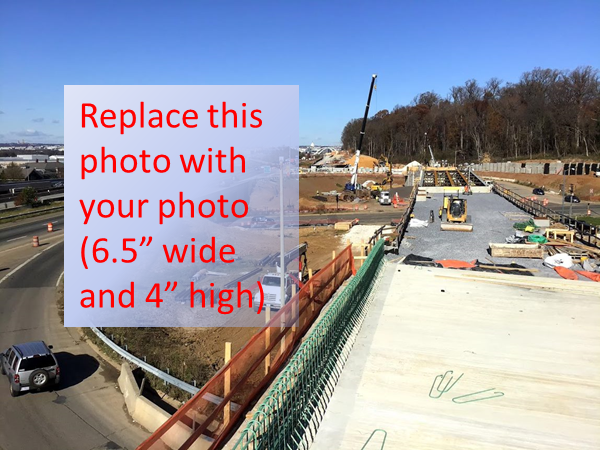 Replace this
photo with
your photo
(6.5” wide
and 4” high)